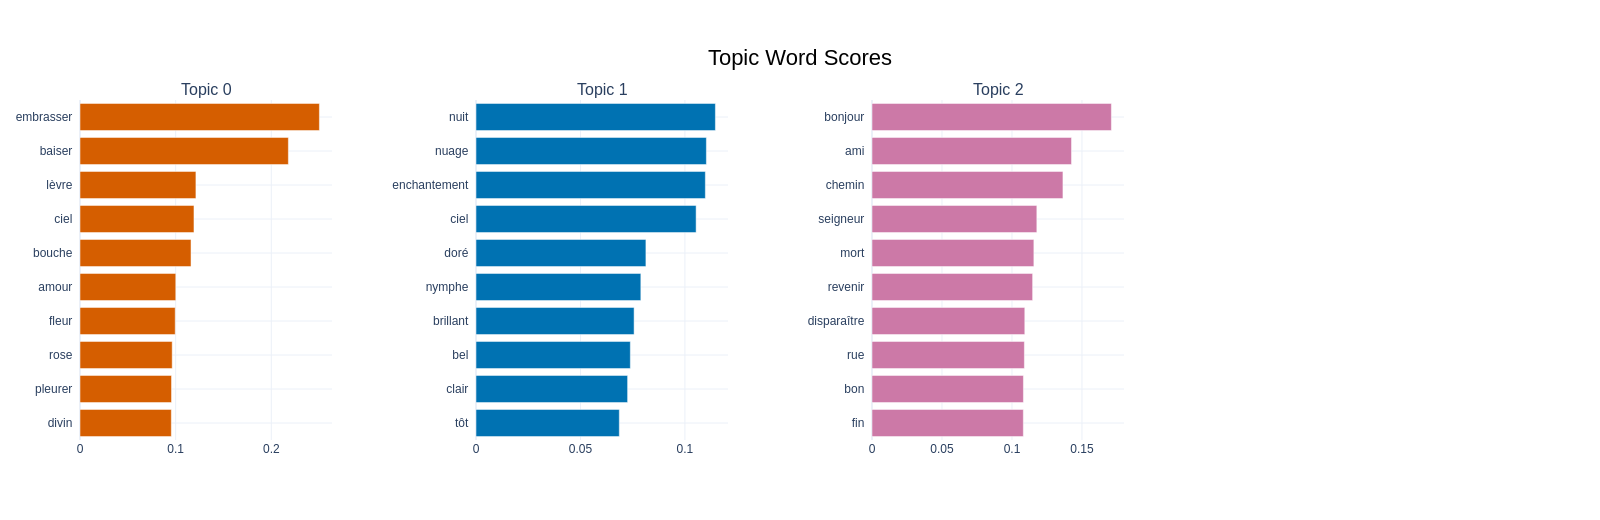 Topic Word Scores
Topic 0
embrasser
baiser
lèvre
ciel
bouche
amour
fleur
rose
pleurer
divin
0 0.1 0.2
Topic 1
nuit
nuage
enchantement
ciel
doré
nymphe
brillant
bel
clair
tôt
0 0.05 0.1
Topic 2
bonjour
ami
chemin
seigneur
mort
revenir
disparaître
rue
bon
fin
0 0.05 0.1 0.15